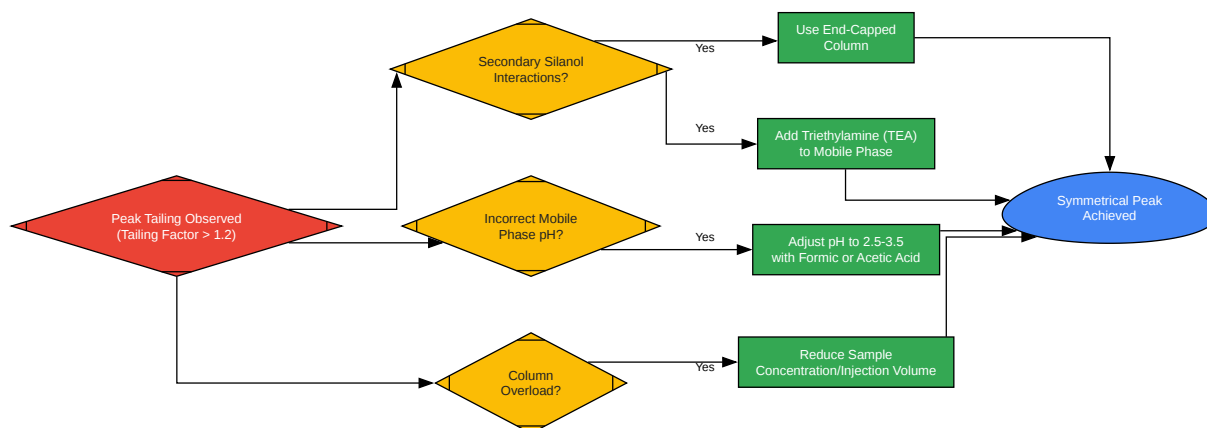 Peak Tailing Observed
(Tailing Factor > 1.2)
Secondary Silanol
Interactions?
Yes
Use End-Capped
Column
Yes
Add Triethylamine (TEA)
to Mobile Phase
Incorrect Mobile
Phase pH?
Yes
Adjust pH to 2.5-3.5
with Formic or Acetic Acid
Column
Overload?
Yes
Reduce Sample
Concentration/Injection Volume
Symmetrical Peak
Achieved